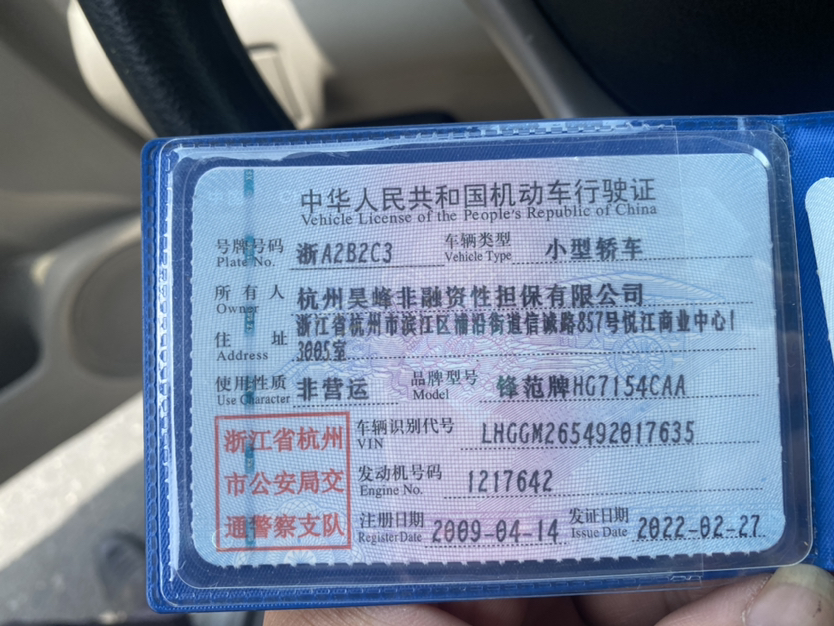 中华人民共和国机动车行驶证
Vehicle License of the People's Republic of China
号牌号码 浙A2B2C3 车辆类型 小型轿车
Plate No. Vehicle Type
所有人 杭州昊峰非融资性担保有限公司
Owner
住址 浙江省杭州市滨江区浦沿街道信诚路857号悦江商业中心1
Address 3005室
使用性质 非营运 品牌型号 锋范牌HG7154CAA
Use Character Model
浙江省杭州
市公安局交
通警察支队
车辆识别代号 LHGGM265492017635
VIN
发动机号码 1217642
Engine No.
注册日期 2009-04-14 发证日期 2022-02-27
Register Date Issue Date